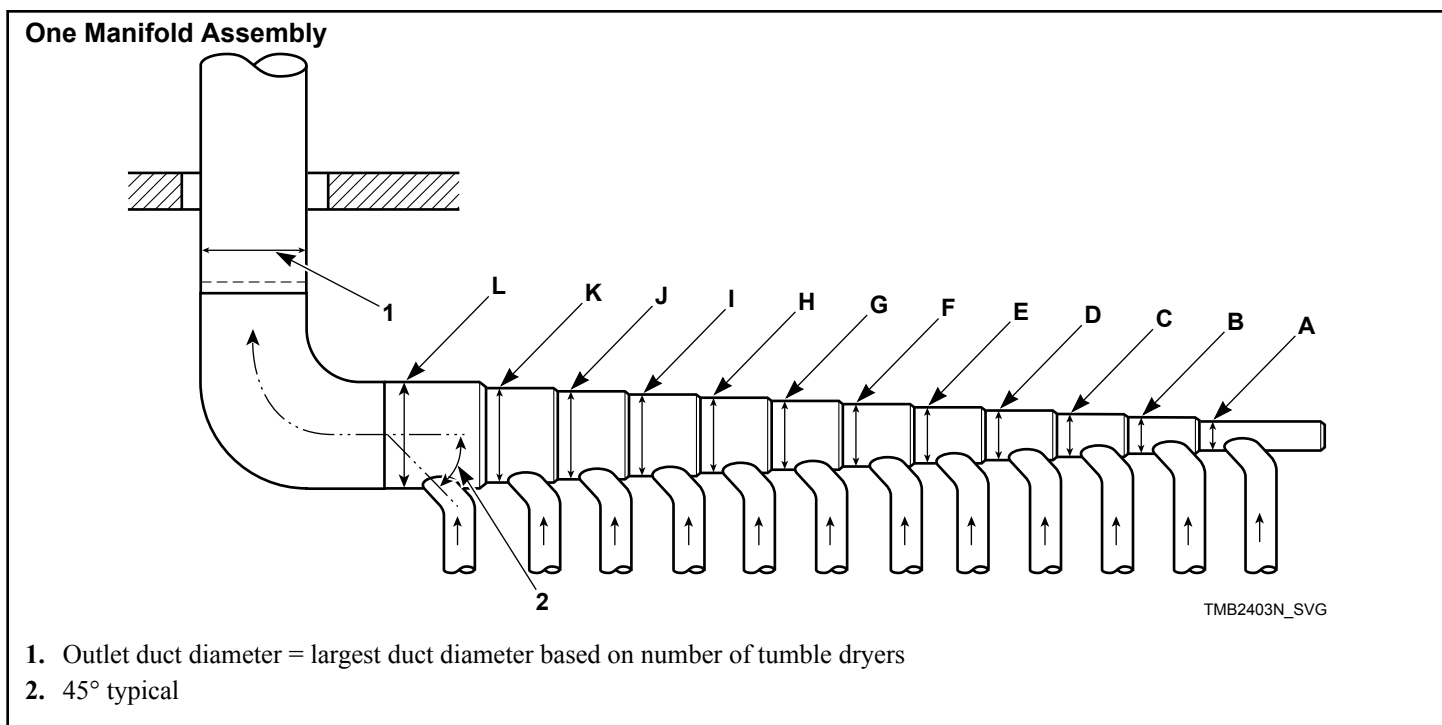 One Manifold Assembly
L
K
J
I
H
G
F
E
D
C
B
A
1
2
TMB2403N_SVG
1. Outlet duct diameter = largest duct diameter based on number of tumble dryers
2. 45° typical